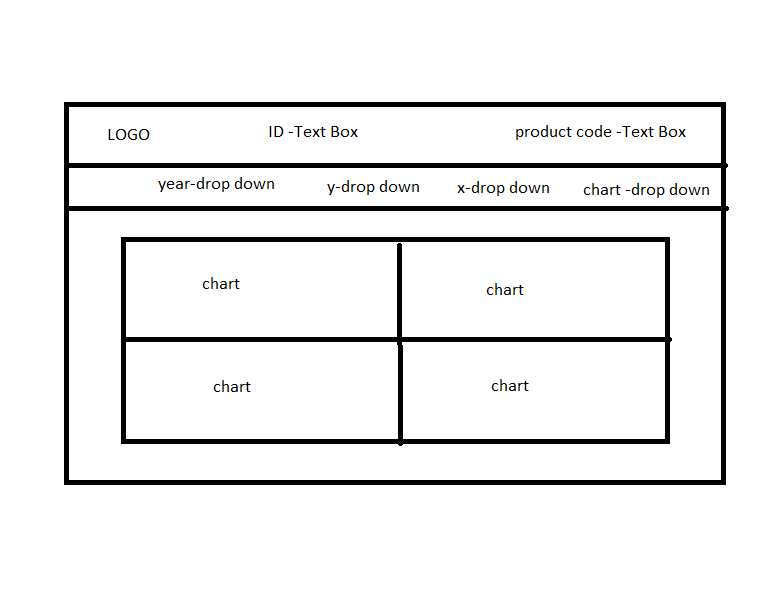 LOGO
ID -Text Box
product code -Text Box
year-drop down
y-drop down
x-drop down
chart -drop down
chart
chart
chart
chart